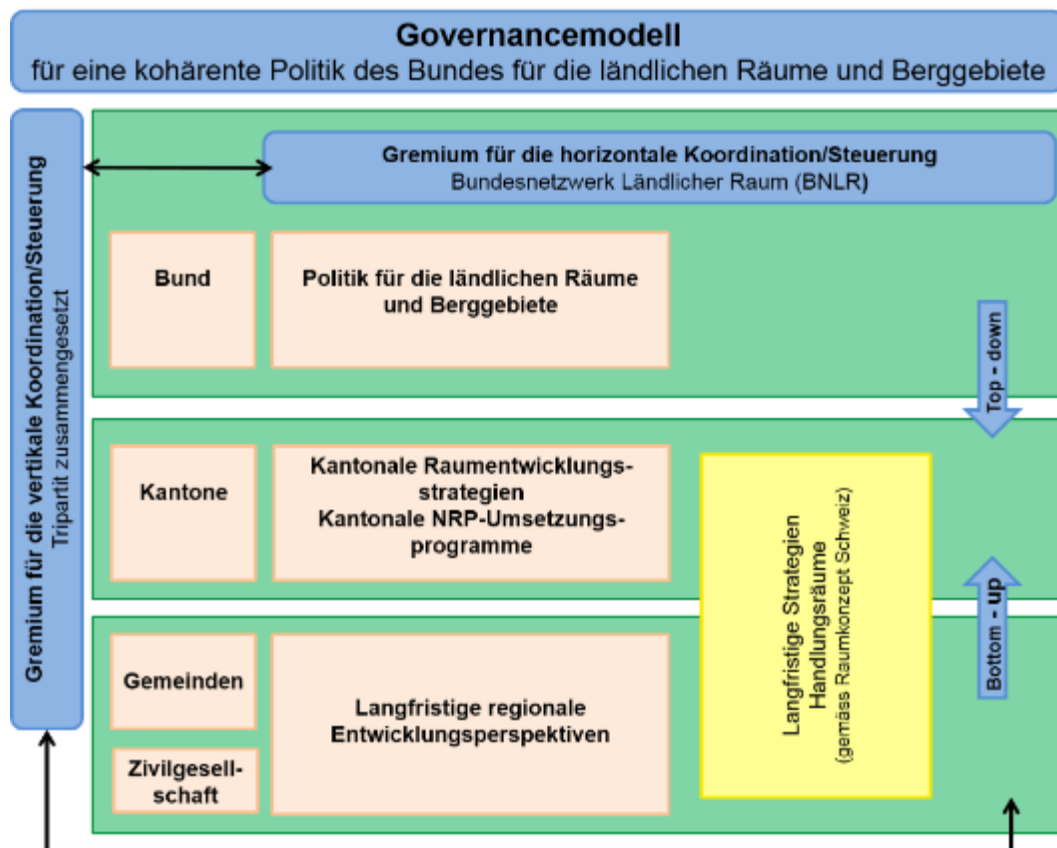 Governancemodell
für eine kohärente Politik des Bundes für die ländlichen Räume und Berggebiete
Gremium für die vertikale Koordination/Steuerung
Tripartit zusammengesetzt
Gremium für die horizontale Koordination/Steuerung
Bundesnetzwerk Ländlicher Raum (BNLR)
Bund
Politik für die ländlichen Räume
und Berggebiete
Top - down
Kantone
Kantonale Raumentwicklungs-
strategien
Kantonale NRP-Umsetzungs-
programme
Langfristige Strategien
Handlungsräume
(gemäss Raumkonzept Schweiz)
Bottom - up
Gemeinden
Langfristige regionale
Entwicklungsperspektiven
Zivilgesell-
schaft